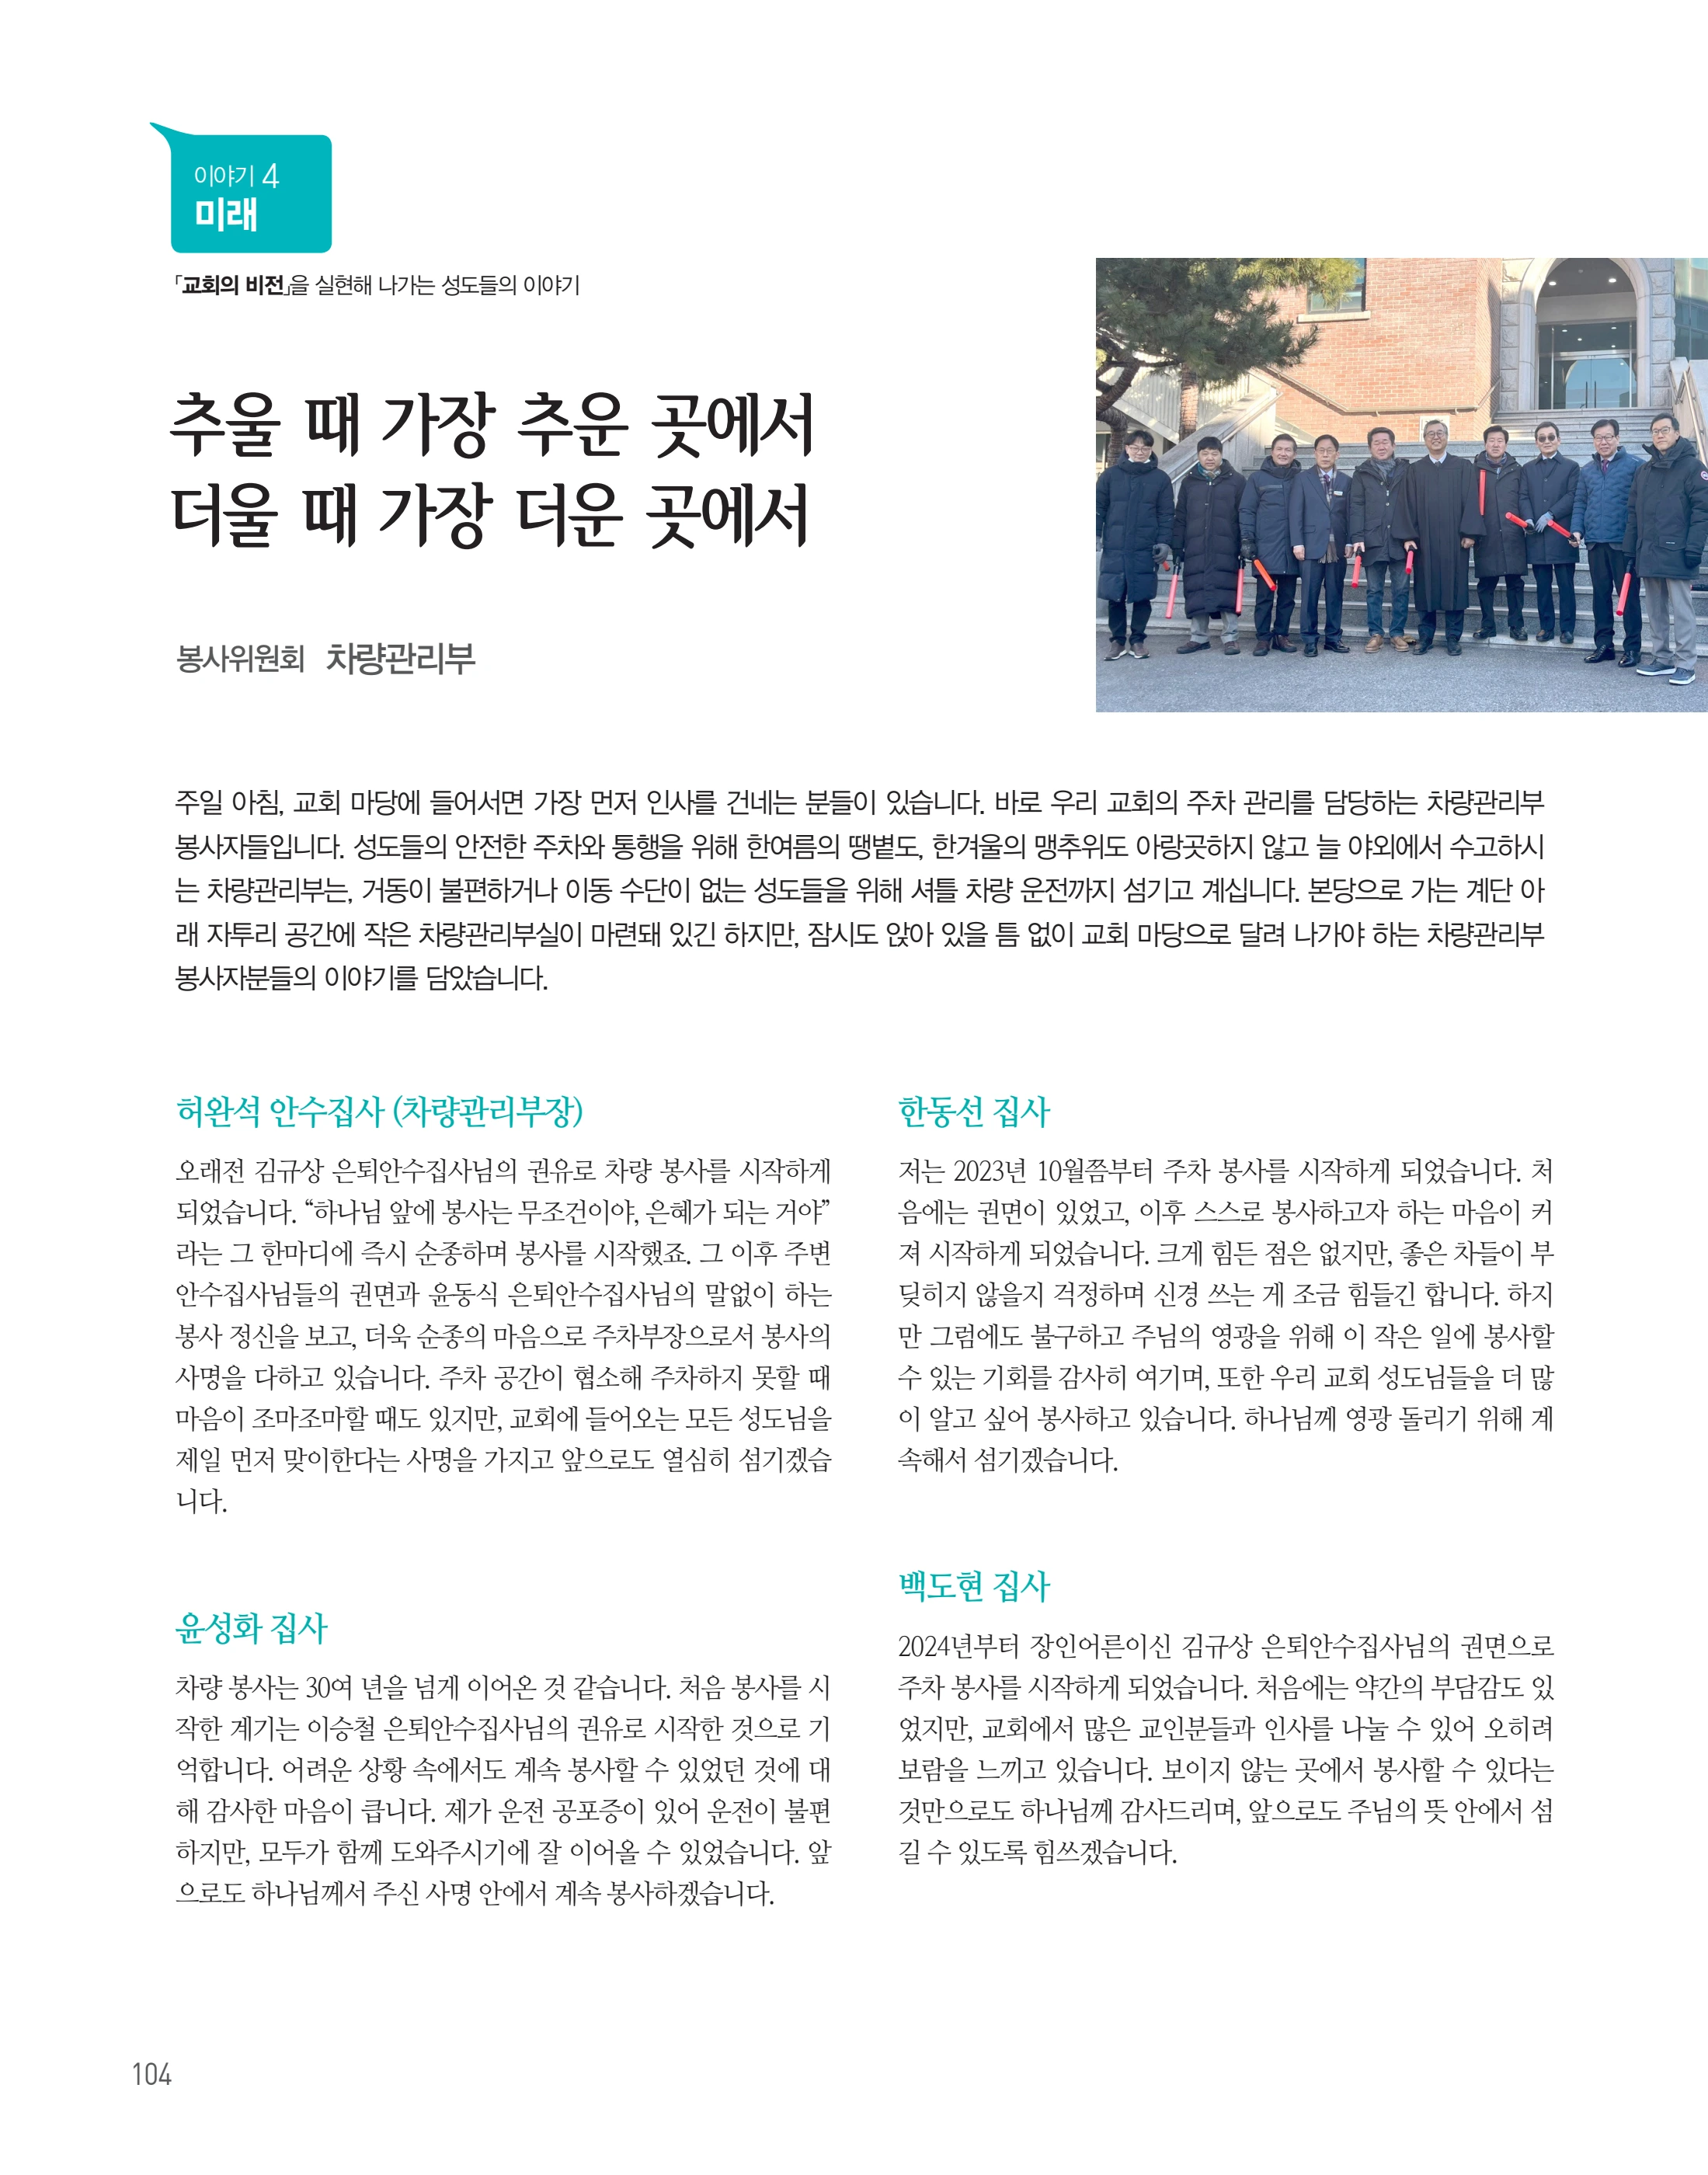 이야기 4
미래
「교회의 비전」을 실현해 나가는 성도들의 이야기
추울 때 가장 추운 곳에서
더울 때 가장 더운 곳에서
봉사위원회 차량관리부
주일 아침, 교회 마당에 들어서면 가장 먼저 인사를 건네는 분들이 있습니다. 바로 우리 교회의 주차 관리를 담당하는 차량관리부
봉사자들입니다. 성도들의 안전한 주차와 통행을 위해 한여름의 땡볕도, 한겨울의 맹추위도 아랑곳하지 않고 늘 야외에서 수고하시
는 차량관리부는, 거동이 불편하거나 이동 수단이 없는 성도들을 위해 셔틀 차량 운전까지 섬기고 계십니다. 본당으로 가는 계단 아
래 자투리 공간에 작은 차량관리부실이 마련돼 있긴 하지만, 잠시도 앉아 있을 틈 없이 교회 마당으로 달려 나가야 하는 차량관리부
봉사자분들의 이야기를 담았습니다.
허완석 안수집사 (차량관리부장)
오래전 김규상 은퇴안수집사님의 권유로 차량 봉사를 시작하게
되었습니다. “하나님 앞에 봉사는 무조건이야, 은혜가 되는 거야”
라는 그 한마디에 즉시 순종하며 봉사를 시작했죠. 그 이후 주변
안수집사님들의 권면과 윤동식 은퇴안수집사님의 말없이 하는
봉사 정신을 보고, 더욱 순종의 마음으로 주차부장으로서 봉사의
사명을 다하고 있습니다. 주차 공간이 협소해 주차하지 못할 때
마음이 조마조마할 때도 있지만, 교회에 들어오는 모든 성도님을
제일 먼저 맞이한다는 사명을 가지고 앞으로도 열심히 섬기겠습
니다.
윤성화 집사
차량 봉사는 30여 년을 넘게 이어온 것 같습니다. 처음 봉사를 시
작한 계기는 이승철 은퇴안수집사님의 권유로 시작한 것으로 기
억합니다. 어려운 상황 속에서도 계속 봉사할 수 있었던 것에 대
해 감사한 마음이 큽니다. 제가 운전 공포증이 있어 운전이 불편
하지만, 모두가 함께 도와주시기에 잘 이어올 수 있었습니다. 앞
으로도 하나님께서 주신 사명 안에서 계속 봉사하겠습니다.
한동선 집사
저는 2023년 10월쯤부터 주차 봉사를 시작하게 되었습니다. 처
음에는 권면이 있었고, 이후 스스로 봉사하고자 하는 마음이 커
져 시작하게 되었습니다. 크게 힘든 점은 없지만, 좋은 차들이 부
딪히지 않을지 걱정하며 신경 쓰는 게 조금 힘들긴 합니다. 하지
만 그럼에도 불구하고 주님의 영광을 위해 이 작은 일에 봉사할
수 있는 기회를 감사히 여기며, 또한 우리 교회 성도님들을 더 많
이 알고 싶어 봉사하고 있습니다. 하나님께 영광 돌리기 위해 계
속해서 섬기겠습니다.
백도현 집사
2024년부터 장인어른이신 김규상 은퇴안수집사님의 권면으로
주차 봉사를 시작하게 되었습니다. 처음에는 약간의 부담감도 있
었지만, 교회에서 많은 교인분들과 인사를 나눌 수 있어 오히려
보람을 느끼고 있습니다. 보이지 않는 곳에서 봉사할 수 있다는
것만으로도 하나님께 감사드리며, 앞으로도 주님의 뜻 안에서 섬
길 수 있도록 힘쓰겠습니다.
104